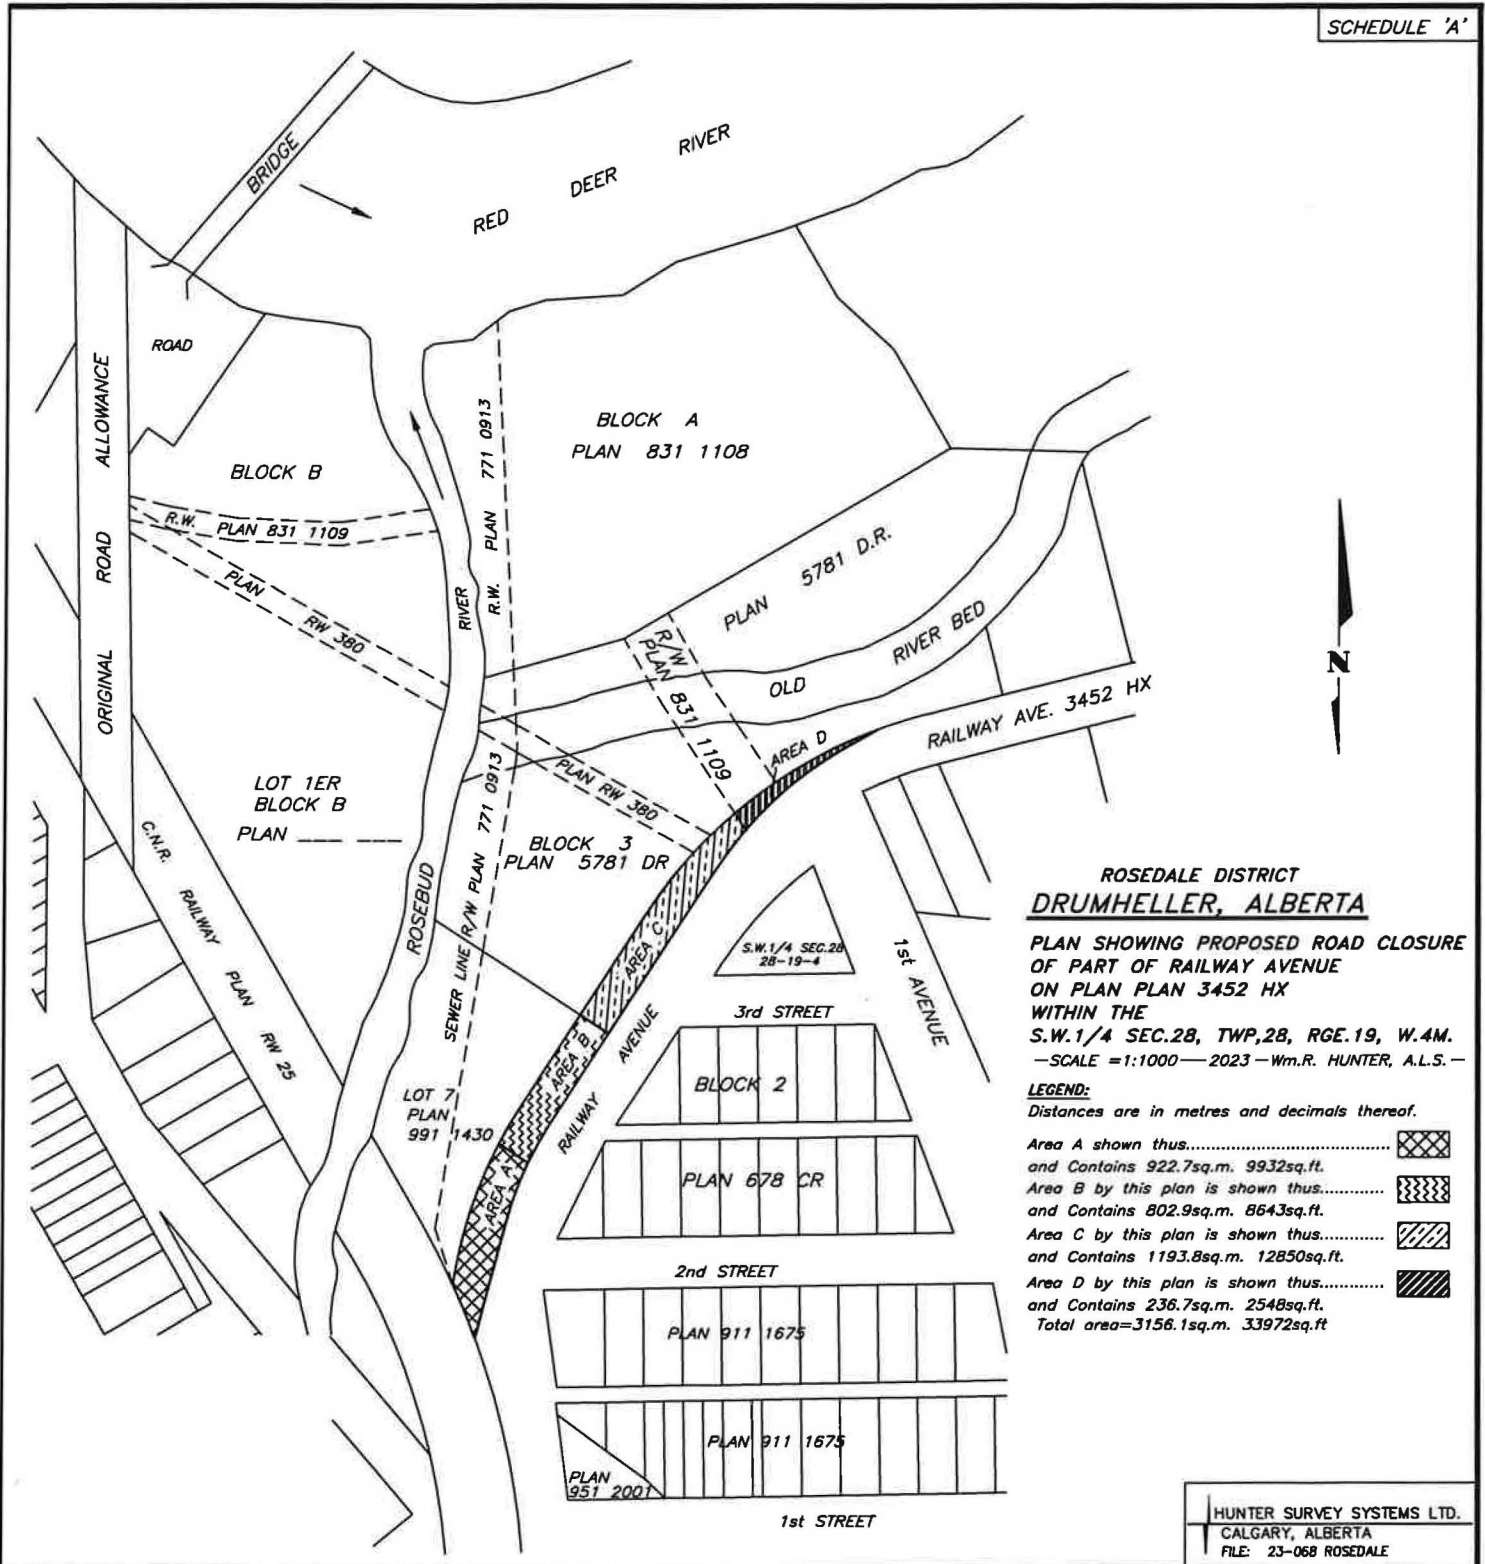 SCHEDULE 'A'
BRIDGE
RED DEER RIVER
ROAD
ORIGINAL ROAD ALLOWANCE
BLOCK B
R.W. PLAN 831 1109
PLAN RW 380
RIVER
R.W. PLAN 771 0913
BLOCK A
PLAN 831 1108
PLAN 5781 D.R.
R/W
PLAN 831 1109
OLD RIVER BED
RAILWAY AVE. 3452 HX
AREA D
N
LOT 1ER
BLOCK B
PLAN
C.N.R. RAILWAY PLAN RW 25
PLAN RW 380
BLOCK 3
PLAN 5781 DR
ROSEBUD
SEWER LINE R/W PLAN 771 0913
AREA C
S.W.1/4 SEC.28
28-19-4
1st AVENUE
3rd STREET
AREA B
RAILWAY AVENUE
BLOCK 2
LOT 7
PLAN
991 1430
AREA A
PLAN 678 CR
2nd STREET
PLAN 911 1675
PLAN 911 1675
PLAN
951 2001
1st STREET
ROSEDALE DISTRICT
DRUMHELLER, ALBERTA
PLAN SHOWING PROPOSED ROAD CLOSURE
OF PART OF RAILWAY AVENUE
ON PLAN PLAN 3452 HX
WITHIN THE
S.W.1/4 SEC.28, TWP,28, RGE.19, W.4M.
—SCALE =1:1000—2023—Wm.R. HUNTER, A.L.S.—
LEGEND:
Distances are in metres and decimals thereof.
Area A shown thus....................................
and Contains 922.7sq.m. 9932sq.ft.
Area B by this plan is shown thus.............
and Contains 802.9sq.m. 8643sq.ft.
Area C by this plan is shown thus.............
and Contains 1193.8sq.m. 12850sq.ft.
Area D by this plan is shown thus.............
and Contains 236.7sq.m. 2548sq.ft.
Total area=3156.1sq.m. 33972sq.ft
HUNTER SURVEY SYSTEMS LTD.
CALGARY, ALBERTA
FILE: 23-068 ROSEDALE